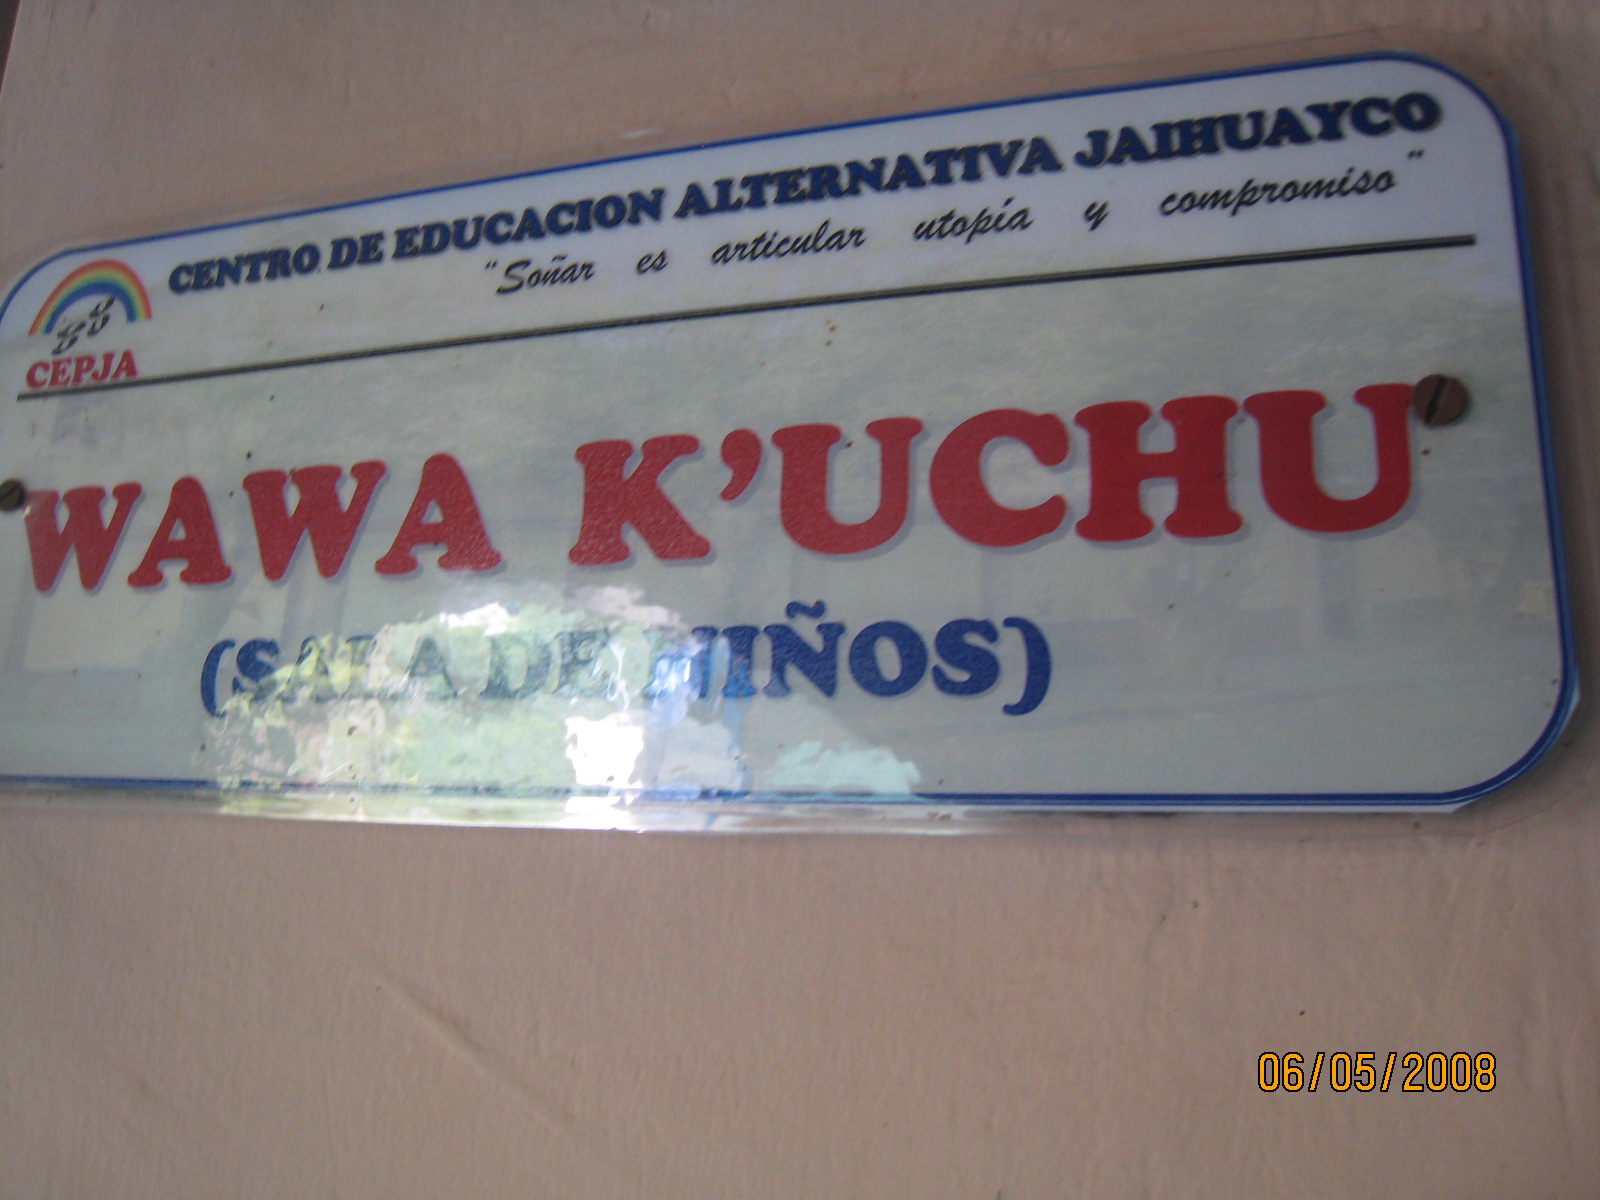 CENTRO DE EDUCACION ALTERNATIVA JAIHUAYCO
"Soñar es articular utopía y compromiso"
CEPJA
WAWA K'UCHU
(SALA DE NIÑOS)
06/05/2008